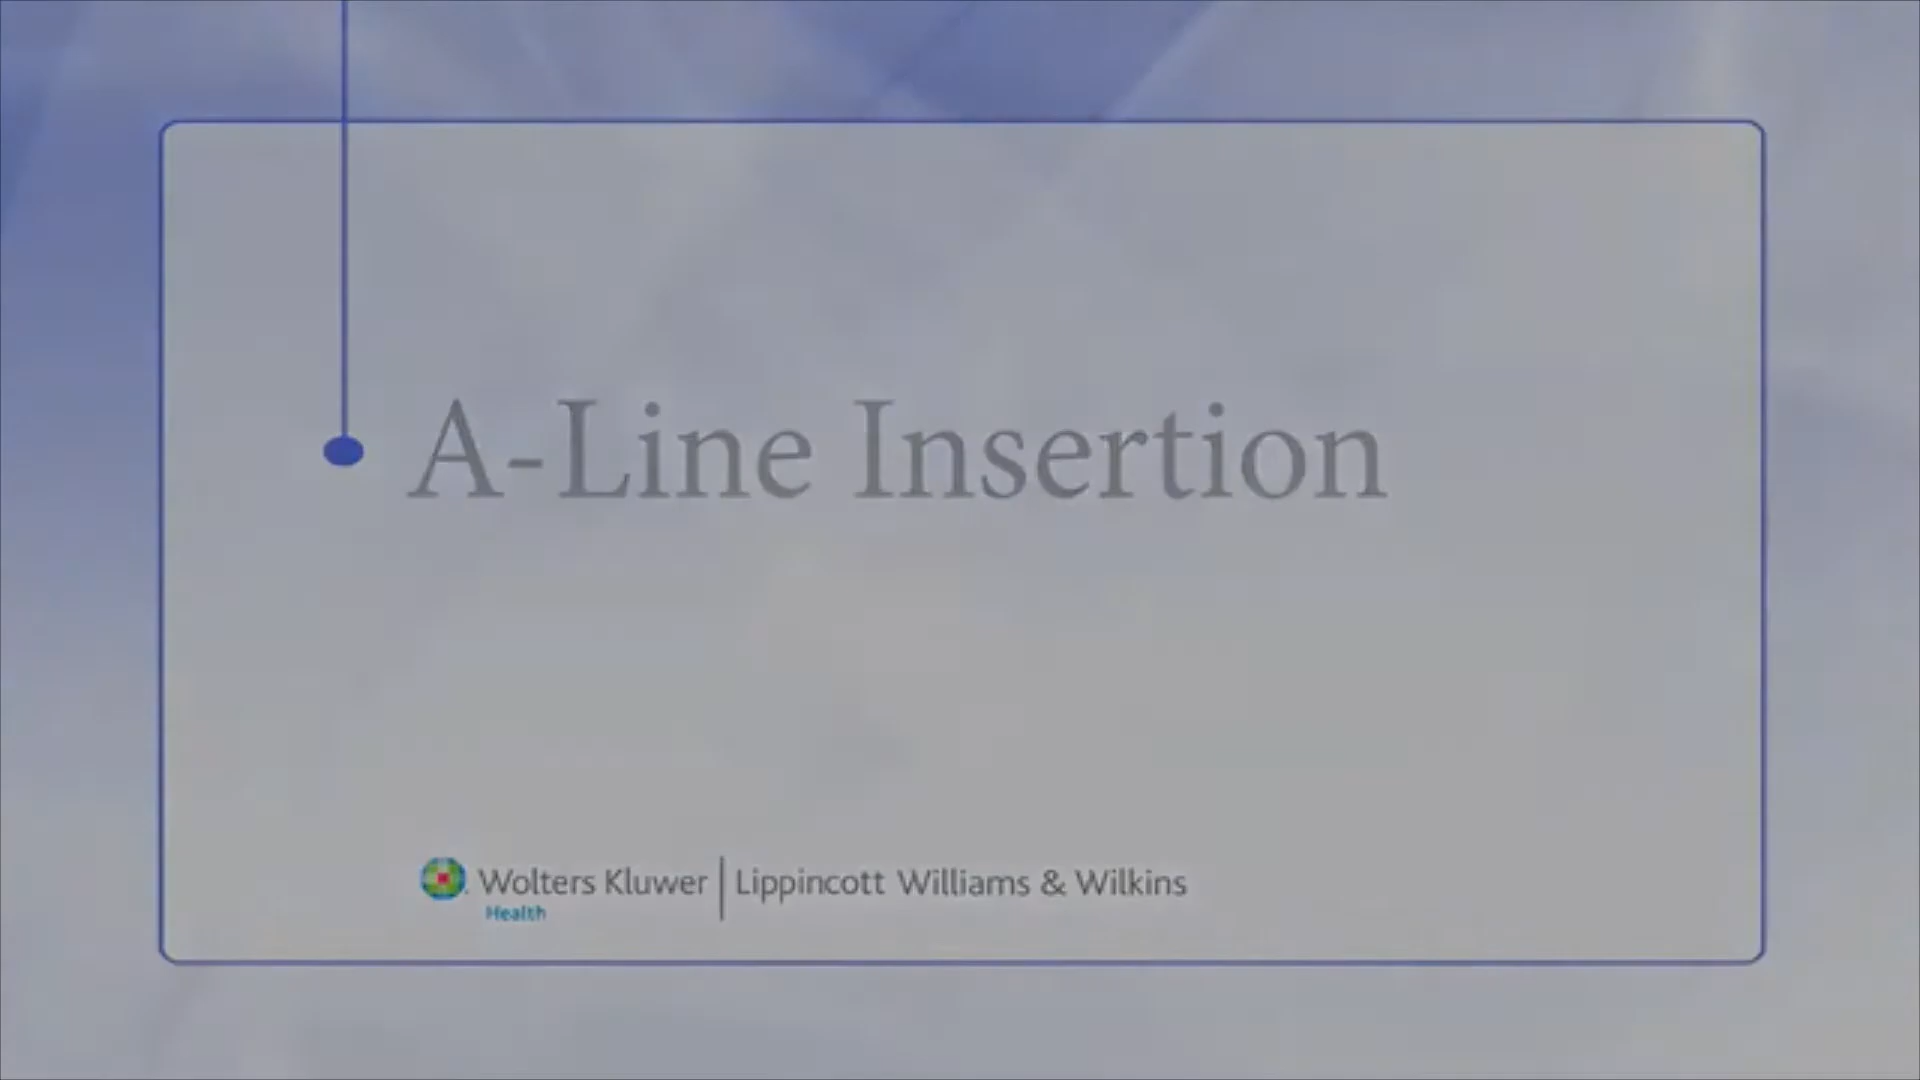 A-Line Insertion
Wolters Kluwer | Lippincott Williams & Wilkins
Health